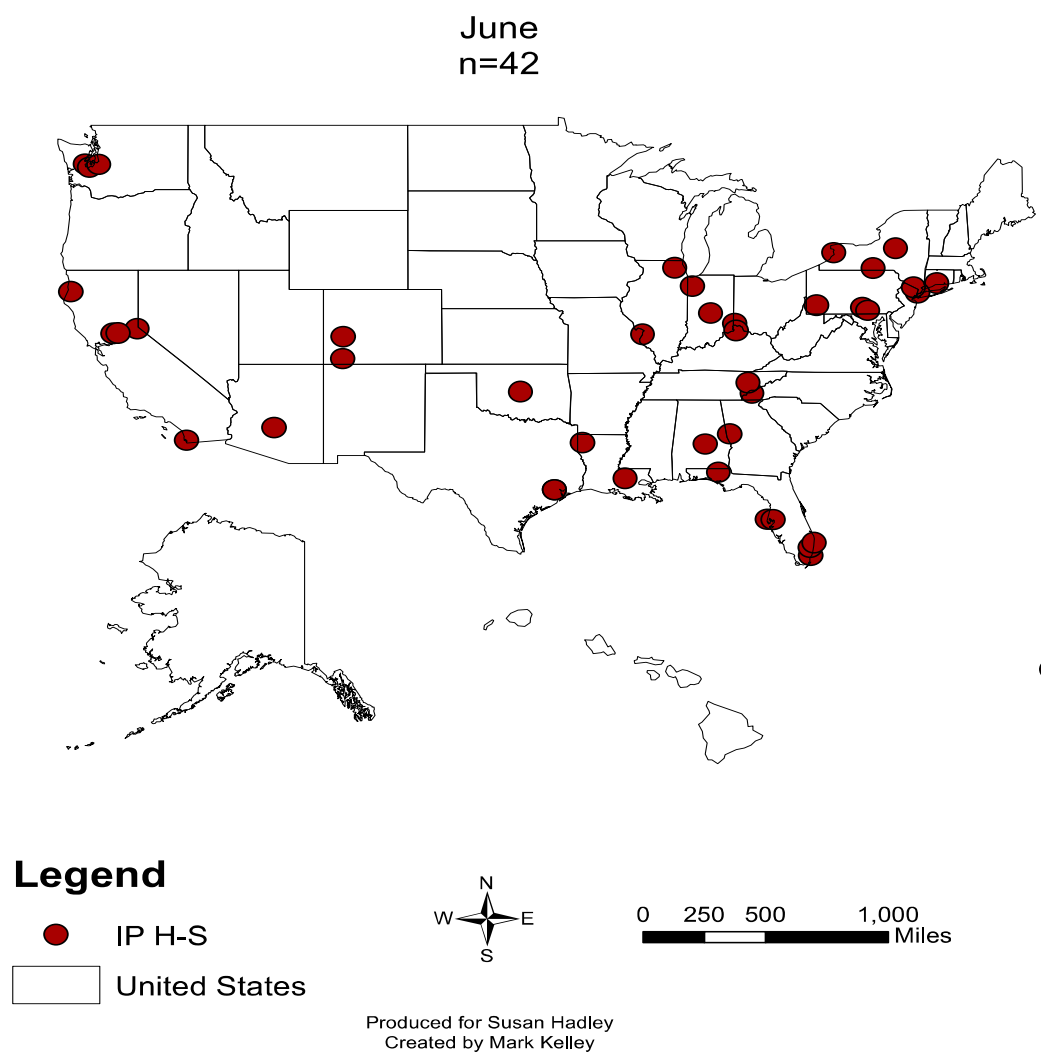 June
n=42
Legend
IP H-S
United States
N
W E
S
0 250 500 1,000
Miles
Produced for Susan Hadley
Created by Mark Kelley